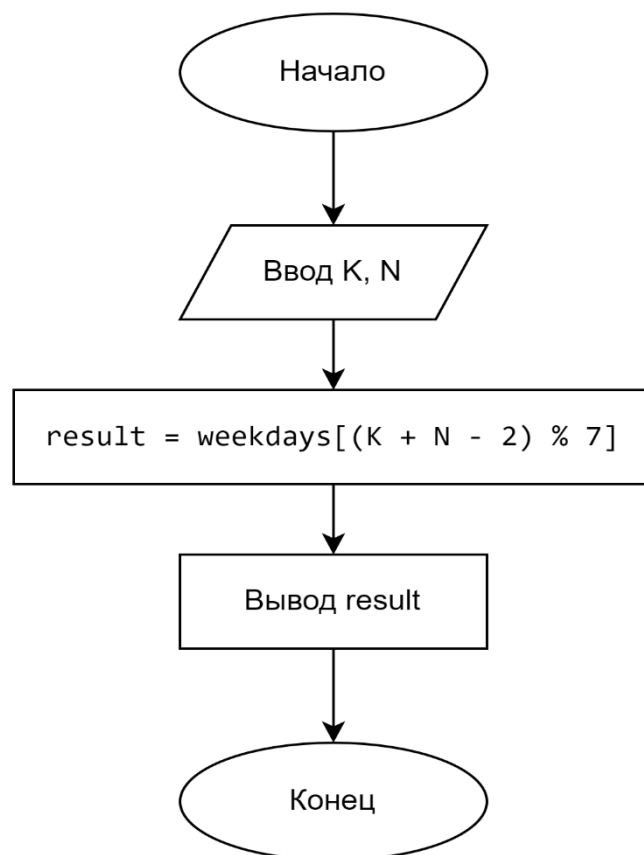 Начало
Ввод K, N
result = weekdays[(K + N - 2) % 7]
Вывод result
Конец